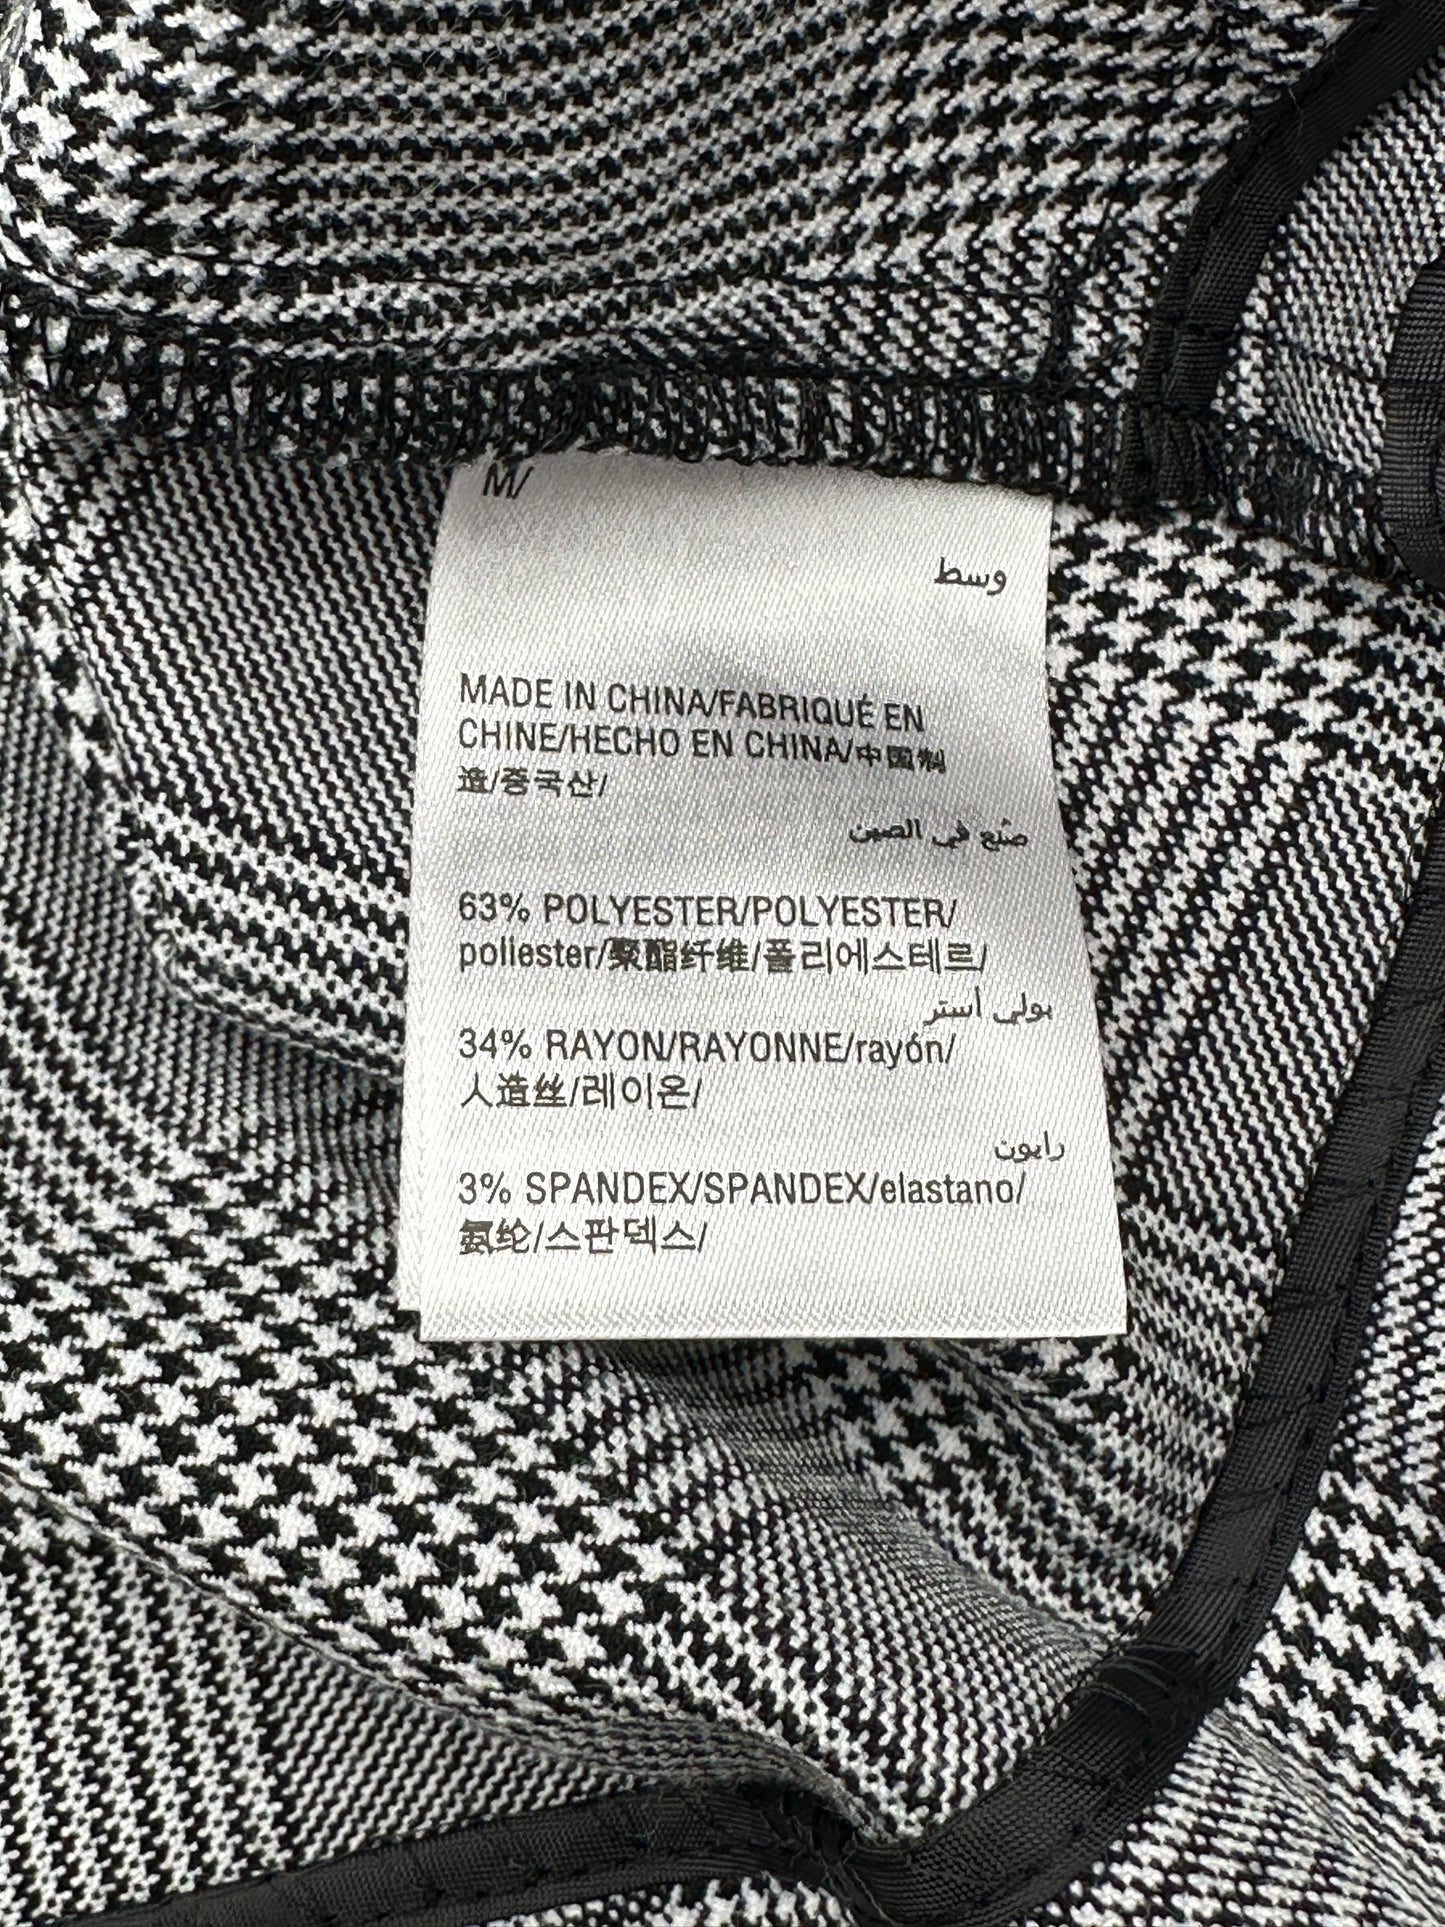 M/
وسط
MADE IN CHINA/FABRIQUÉ EN
CHINE/HECHO EN CHINA/中国制
造/중국산/
صنع في الصين
63% POLYESTER/POLYESTER/
poliester/聚酯纤维/폴리에스테르/
بولي أستر
34% RAYON/RAYONNE/rayón/
人造丝/레이온/
رايون
3% SPANDEX/SPANDEX/elastano/
氨纶/스판덱스/